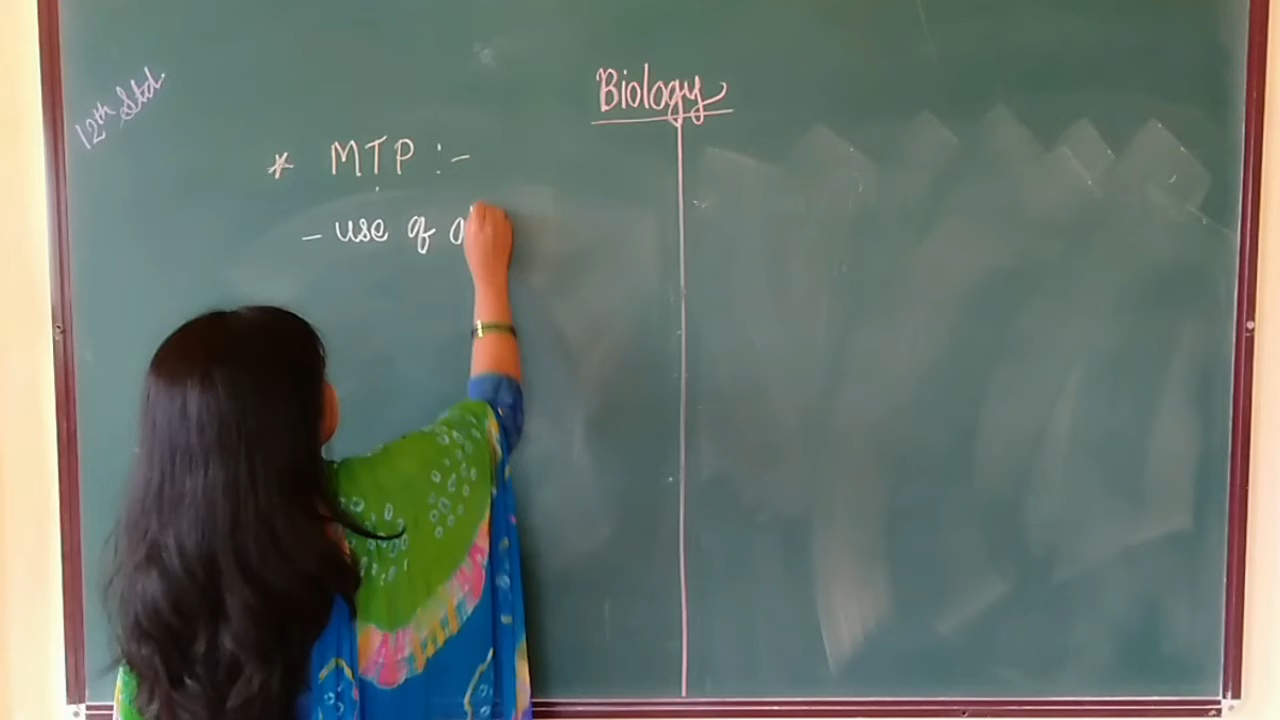 12th Std.
Biology
* MTP :-
- use of